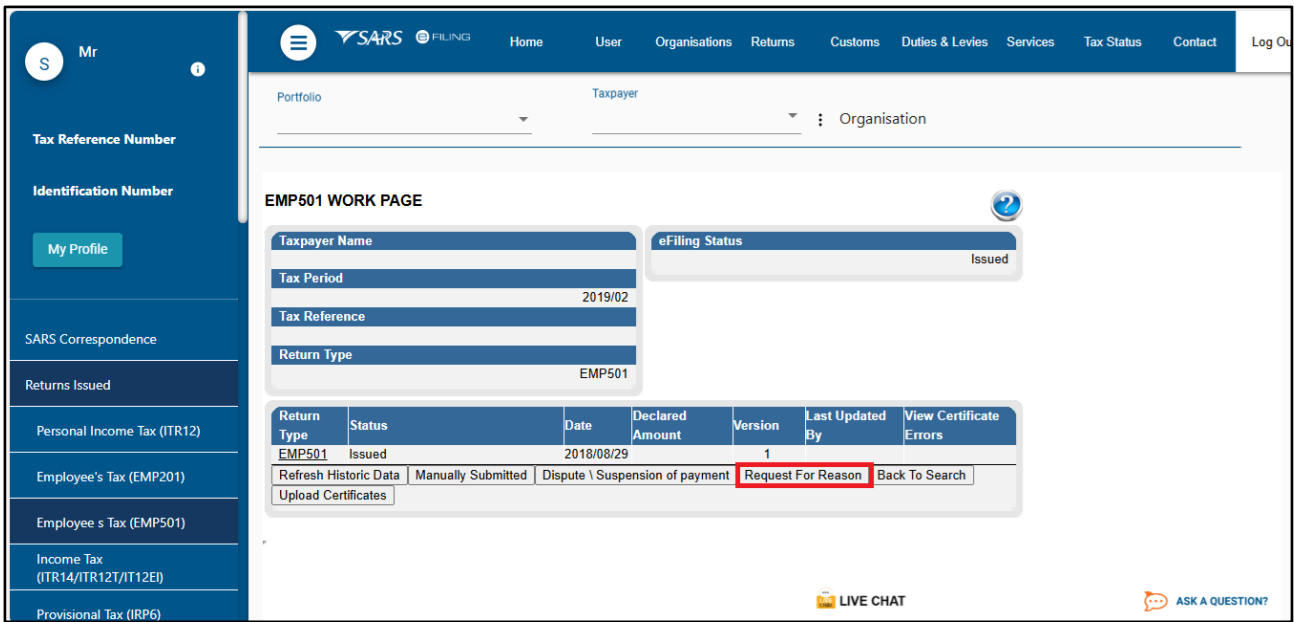 S
Mr
i
Tax Reference Number
Identification Number
My Profile
SARS Correspondence
Returns Issued
Personal Income Tax (ITR12)
Employee's Tax (EMP201)
Employee s Tax (EMP501)
Income Tax
(ITR14/ITR12T/IT12EI)
Provisional Tax (IRP6)
SARS eFILING Home User Organisations Returns Customs Duties & Levies Services Tax Status Contact Log Ou
Portfolio Taxpayer
Organisation
EMP501 WORK PAGE ?
Taxpayer Name
Tax Period
2019/02
Tax Reference
Return Type
EMP501
eFiling Status
Issued
Return Type Status Date Declared Amount Version Last Updated By View Certificate Errors
EMP501 Issued 2018/08/29 1
Refresh Historic Data Manually Submitted Dispute \ Suspension of payment Request For Reason Back To Search
Upload Certificates
LIVE CHAT ASK A QUESTION?